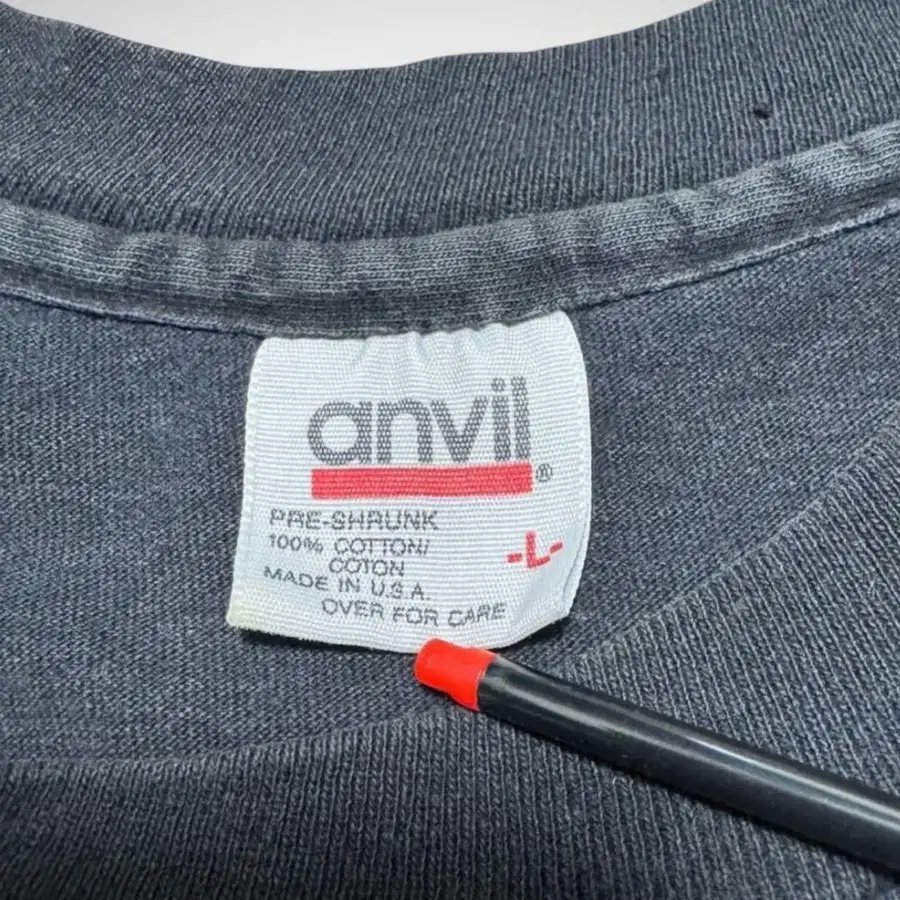 anvil®
PRE-SHRUNK
100% COTTON/
COTON
-L-
MADE IN U.S.A.
OVER FOR CARE